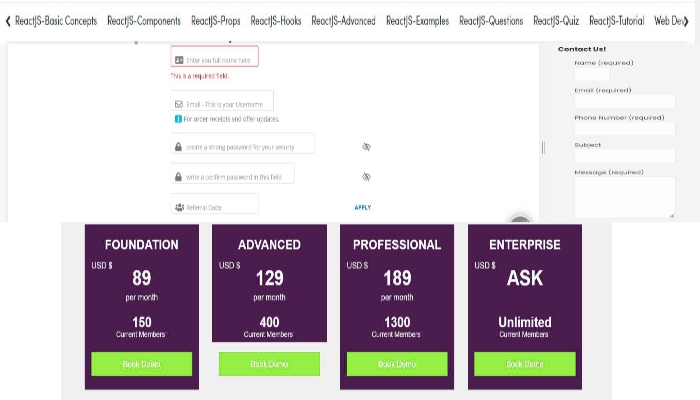 ReactJS-Basic Concepts ReactJS-Components ReactJS-Props ReactJS-Hooks ReactJS-Advanced ReactJS-Examples ReactJS-Questions ReactJS-Quiz ReactJS-Tutorial Web Dev
Enter you full name here
This is a required field.
Email - This is your Username
For order receipts and offer updates.
create a strong password for your security
write a confirm password in this field
Referral Code APPLY
Contact Us!
Name (required)
Email (required)
Phone Number (required)
Subject
Message (required)
FOUNDATION
USD $
89
per month
150
Current Members
Book Demo
ADVANCED
USD $
129
per month
400
Current Members
Book Demo
PROFESSIONAL
USD $
189
per month
1300
Current Members
Book Demo
ENTERPRISE
USD $
ASK
Unlimited
Current Members
Book Demo